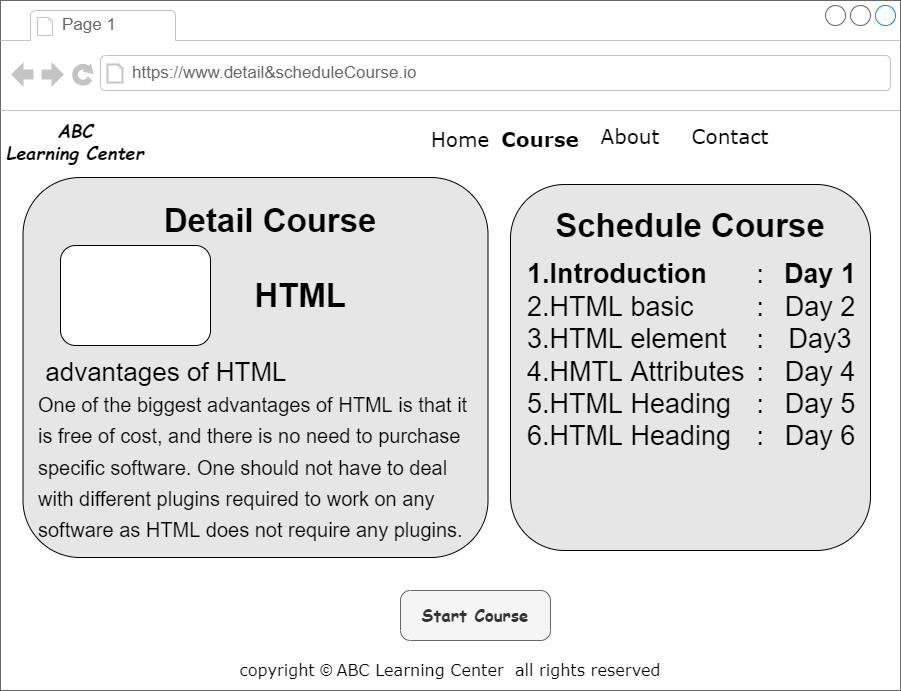 Page 1
https://www.detail&scheduleCourse.io
ABC
Learning Center
Home Course About Contact
Detail Course
HTML
advantages of HTML
One of the biggest advantages of HTML is that it
is free of cost, and there is no need to purchase
specific software. One should not have to deal
with different plugins required to work on any
software as HTML does not require any plugins.
Schedule Course
1.Introduction : Day 1
2.HTML basic : Day 2
3.HTML element : Day3
4.HMTL Attributes : Day 4
5.HTML Heading : Day 5
6.HTML Heading : Day 6
Start Course
copyright © ABC Learning Center all rights reserved